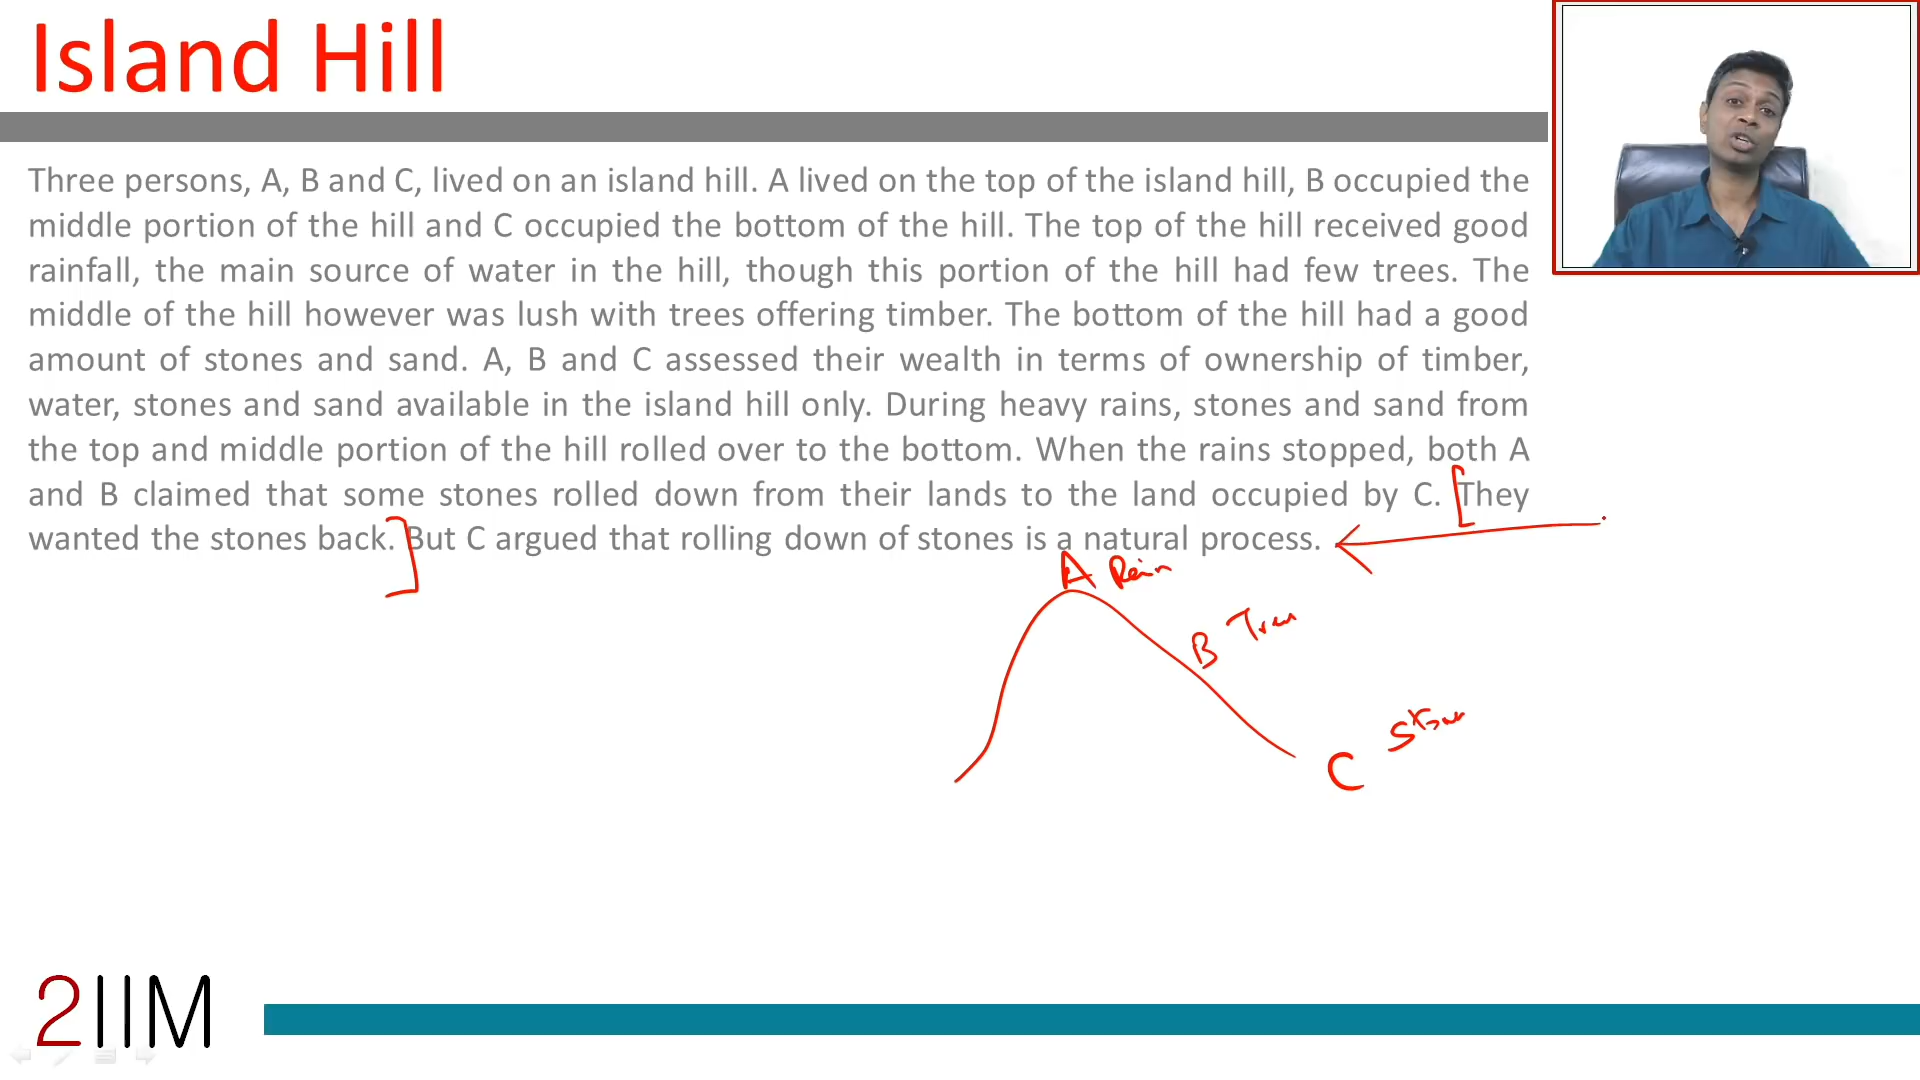 Island Hill
Three persons, A, B and C, lived on an island hill. A lived on the top of the island hill, B occupied the
middle portion of the hill and C occupied the bottom of the hill. The top of the hill received good
rainfall, the main source of water in the hill, though this portion of the hill had few trees. The
middle of the hill however was lush with trees offering timber. The bottom of the hill had a good
amount of stones and sand. A, B and C assessed their wealth in terms of ownership of timber,
water, stones and sand available in the island hill only. During heavy rains, stones and sand from
the top and middle portion of the hill rolled over to the bottom. When the rains stopped, both A
and B claimed that some stones rolled down from their lands to the land occupied by C. They
wanted the stones back. But C argued that rolling down of stones is a natural process.
A Rain
B
C
2IIM